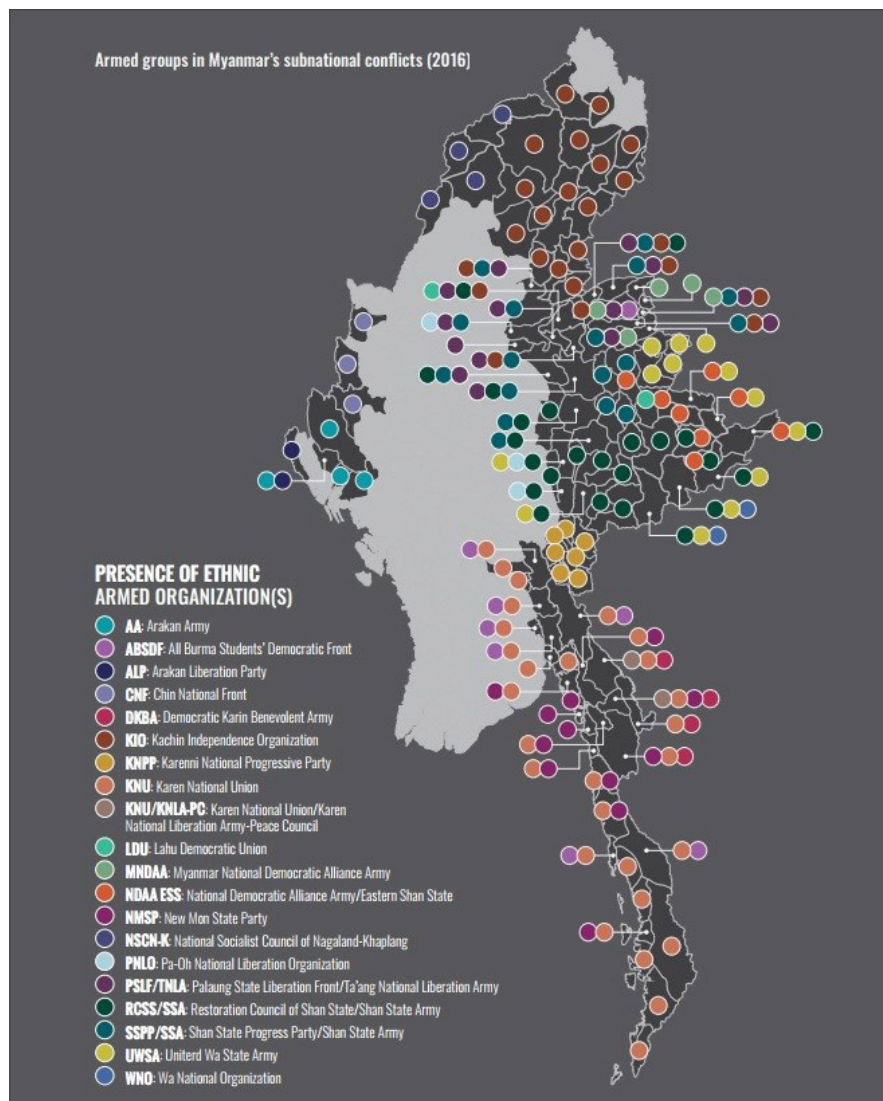 Armed groups in Myanmar's subnational conflicts (2016)
PRESENCE OF ETHNIC
ARMED ORGANIZATION(S)
AA: Arakan Army
ABSDF: All Burma Students' Democratic Front
ALP: Arakan Liberation Party
CNF: Chin National Front
DKBA: Democratic Karin Benevolent Army
KIO: Kachin Independence Organization
KNPP: Karenni National Progressive Party
KNU: Karen National Union
KNU/KNLA-PC: Karen National Union/Karen
National Liberation Army-Peace Council
LDU: Lahu Democratic Union
MNDAA: Myanmar National Democratic Alliance Army
NDAA ESS: National Democratic Alliance Army/Eastern Shan State
NMSP: New Mon State Party
NSCN-K: National Socialist Council of Nagaland-Khaplang
PNLO: Pa-Oh National Liberation Organization
PSLF/TNLA: Palaung State Liberation Front/Ta'ang National Liberation Army
RCSS/SSA: Restoration Council of Shan State/Shan State Army
SSPP/SSA: Shan State Progress Party/Shan State Army
UWSA: Uniterd Wa State Army
WNO: Wa National Organization